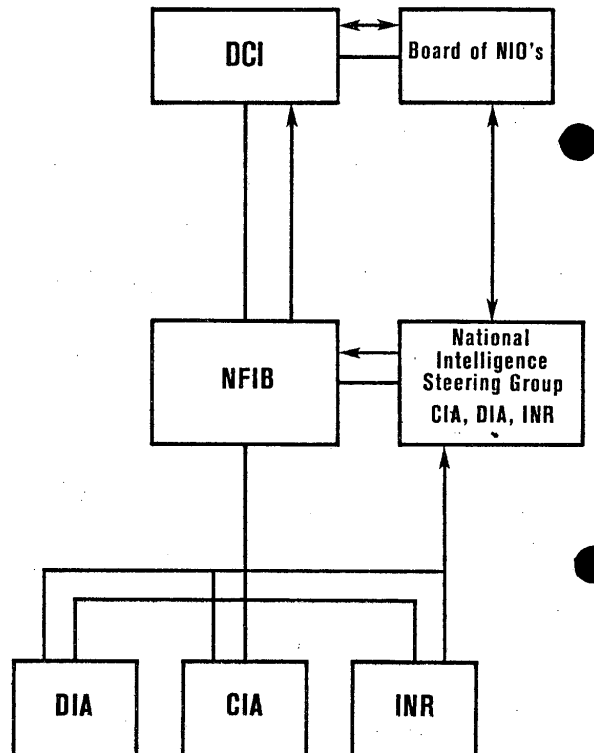 DCI
Board of NIO's
NFIB
National
Intelligence
Steering Group
CIA, DIA, INR
DIA
CIA
INR